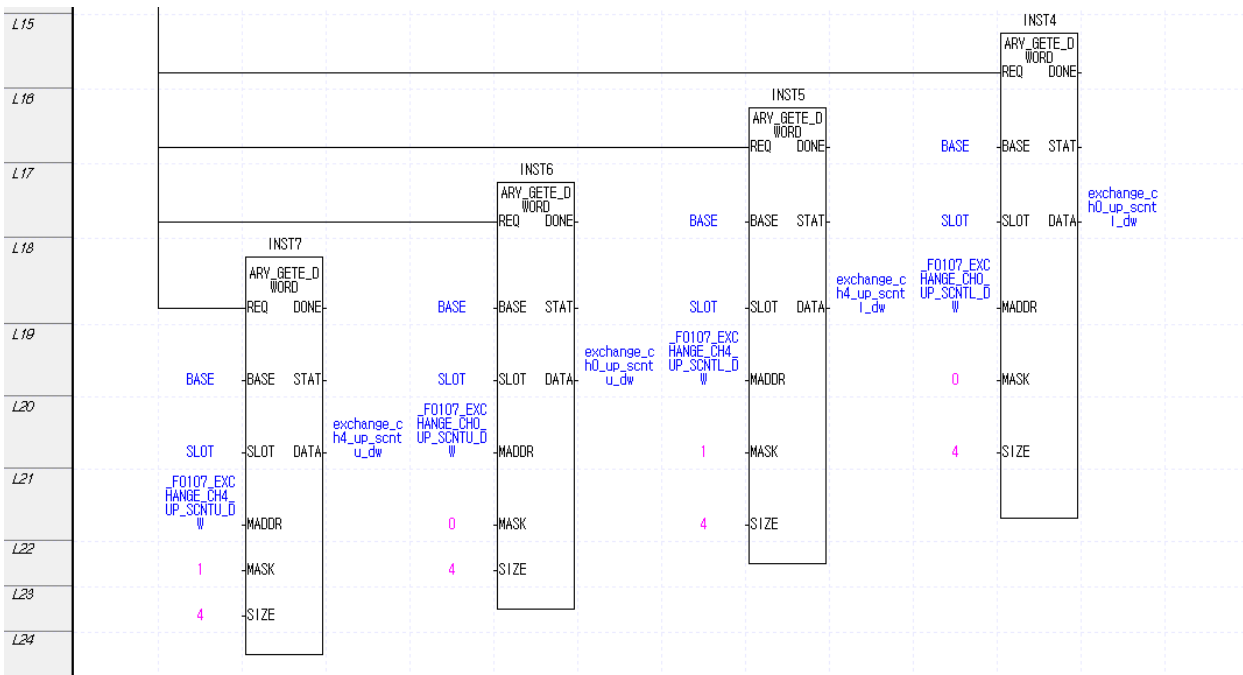 L15
L16
L17
L18
L19
L20
L21
L22
L23
L24
INST4
ARY_GETE_D
WORD
REQ DONE
BASE BASE STAT
SLOT SLOT DATA
exchange_c
h0_up_scnt
l_dw
_F0107_EXC
HANGE_CH0_
UP_SCNTL_D
W
MADDR
0 MASK
4 SIZE
INST5
ARY_GETE_D
WORD
REQ DONE
BASE BASE STAT
SLOT SLOT DATA
exchange_c
h4_up_scnt
l_dw
_F0107_EXC
HANGE_CH4_
UP_SCNTL_D
W
MADDR
1 MASK
4 SIZE
INST6
ARY_GETE_D
WORD
REQ DONE
BASE BASE STAT
SLOT SLOT DATA
exchange_c
h0_up_scnt
u_dw
_F0107_EXC
HANGE_CH0_
UP_SCNTU_D
W
MADDR
0 MASK
4 SIZE
INST7
ARY_GETE_D
WORD
REQ DONE
BASE BASE STAT
SLOT SLOT DATA
exchange_c
h4_up_scnt
u_dw
_F0107_EXC
HANGE_CH4_
UP_SCNTU_D
W
MADDR
1 MASK
4 SIZE